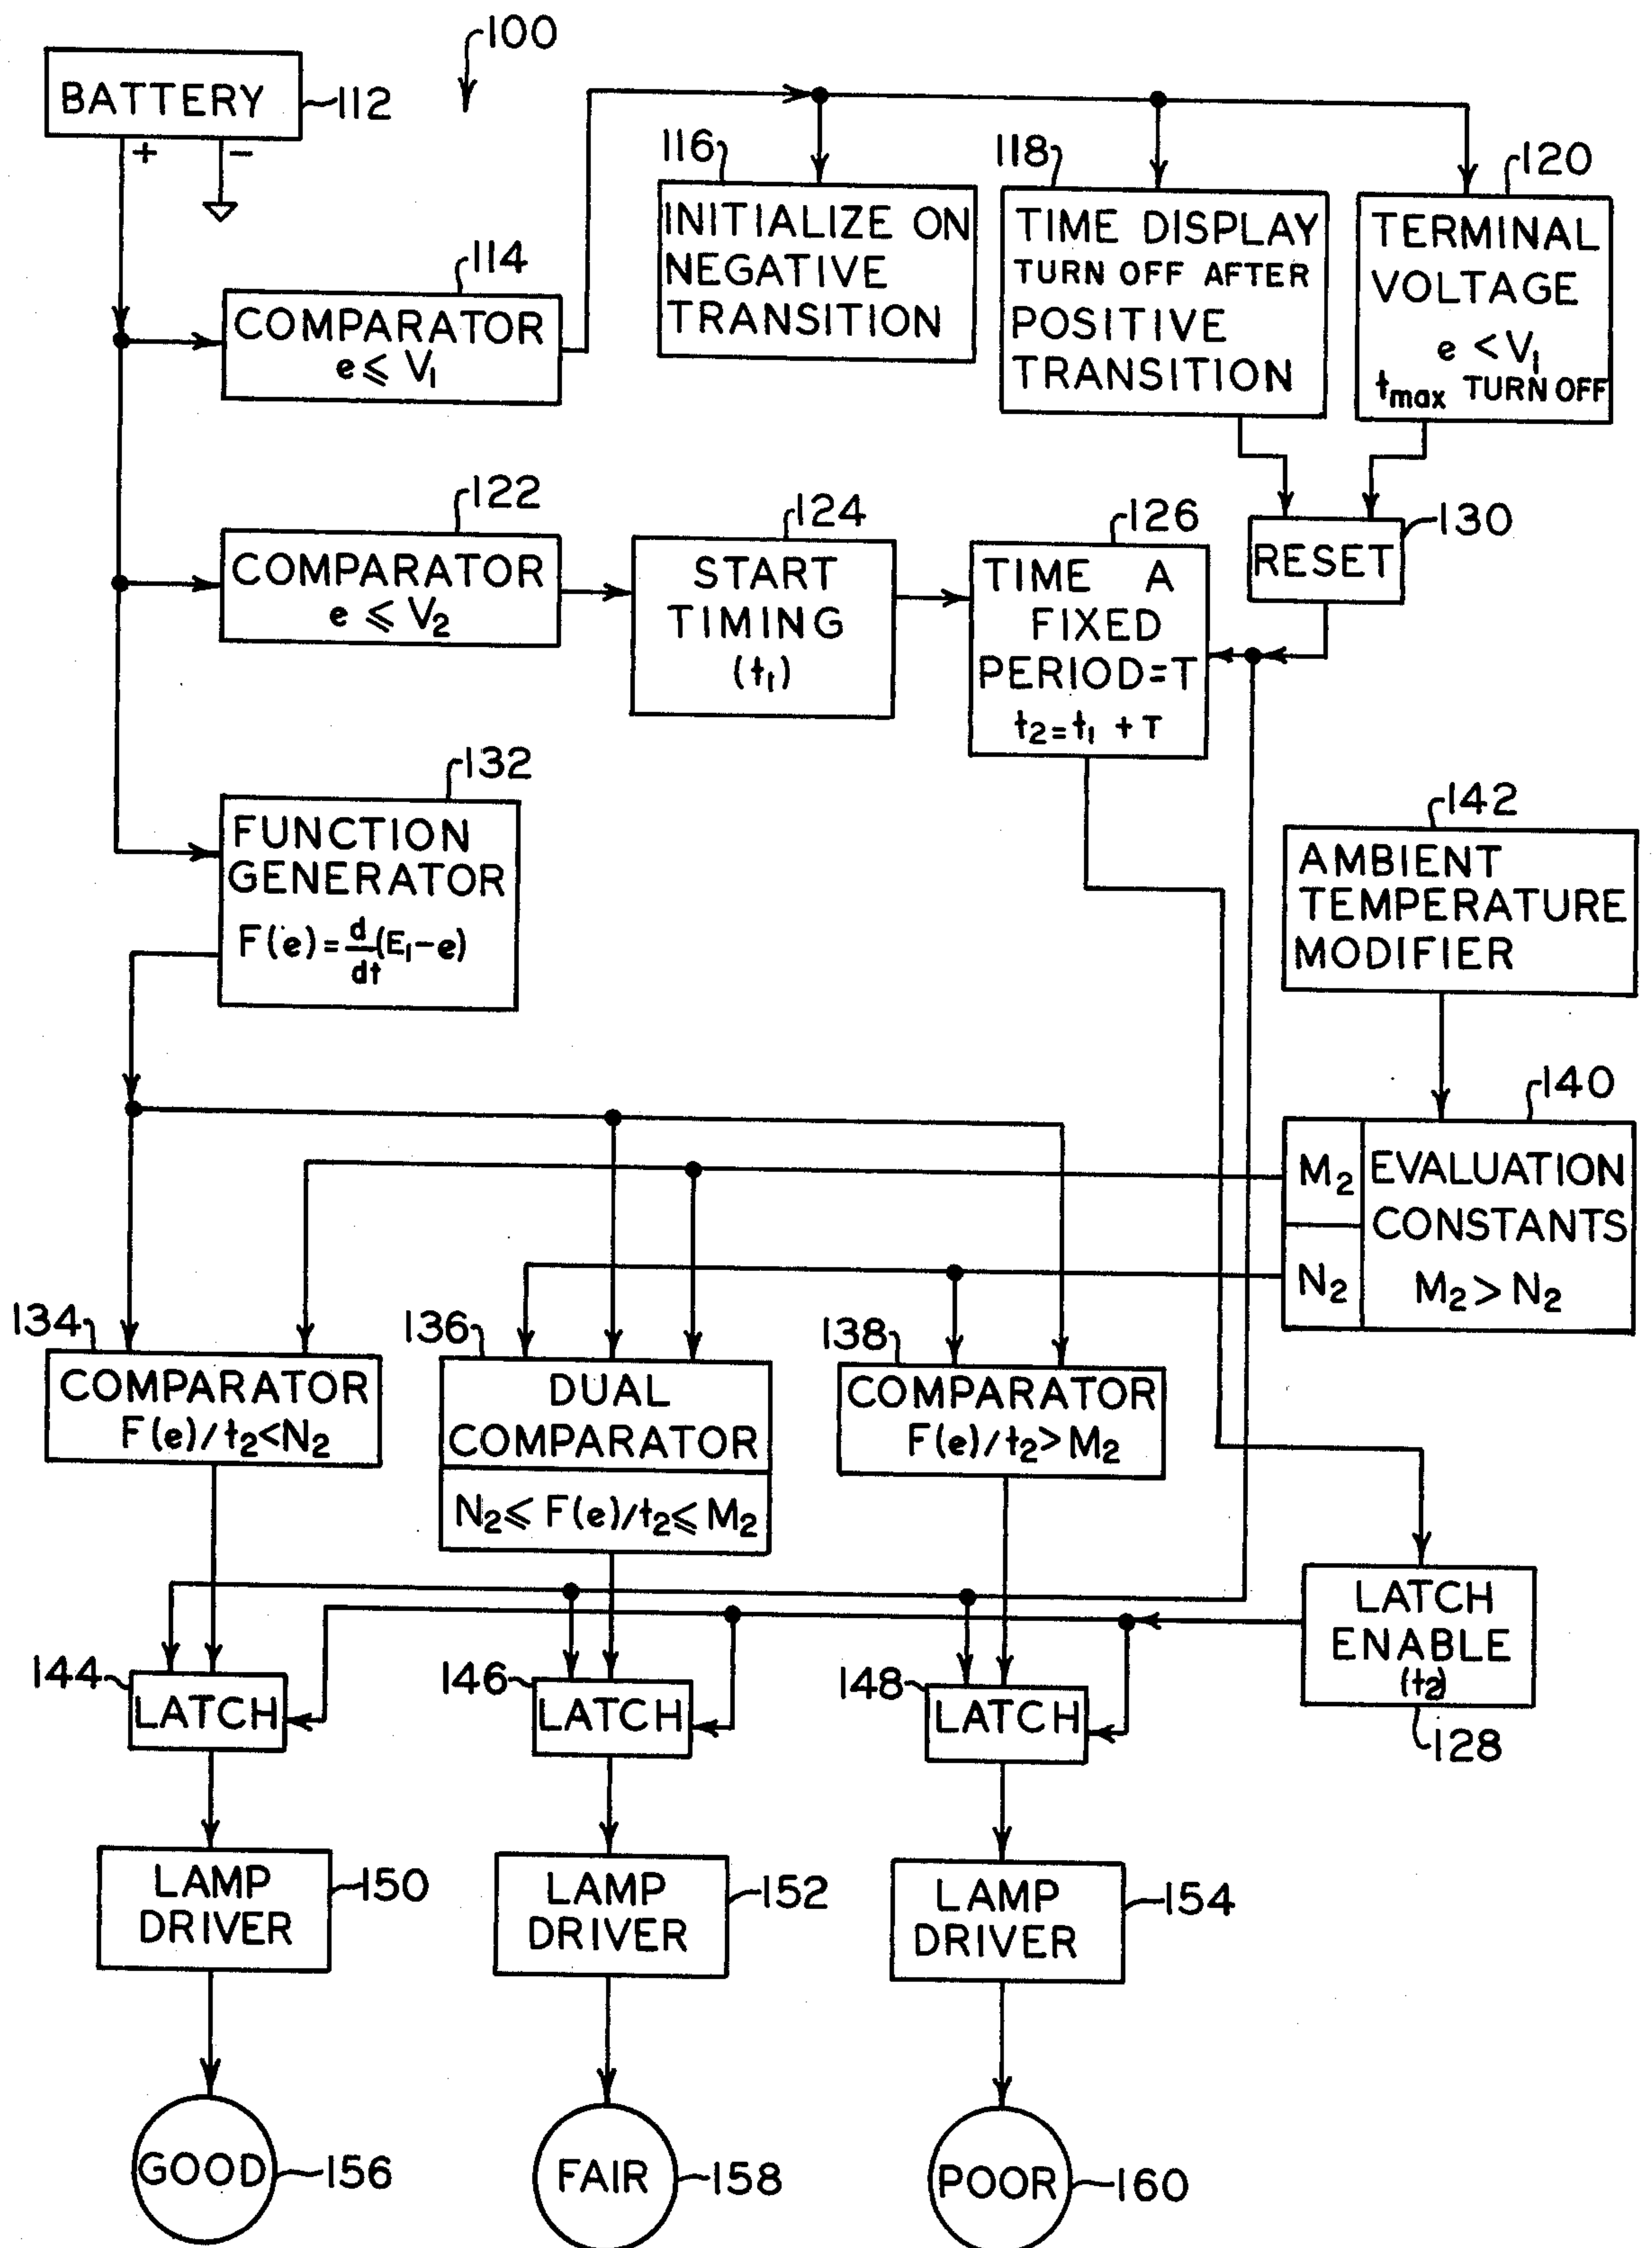 100
BATTERY
112
+
−
116
118
120
INITIALIZE ON
NEGATIVE
TRANSITION
TIME DISPLAY
TURN OFF AFTER
POSITIVE
TRANSITION
TERMINAL
VOLTAGE
e < V₁
tmax TURN OFF
114
COMPARATOR
e ⩽ V₁
122
COMPARATOR
e ⩽ V₂
124
START
TIMING
(t₁)
126
TIME A
FIXED
PERIOD=T
t₂=t₁ + T
130
RESET
132
FUNCTION
GENERATOR
F(e)=d/dt(E₁-e)
142
AMBIENT
TEMPERATURE
MODIFIER
140
M₂
N₂
EVALUATION
CONSTANTS
M₂ > N₂
134
COMPARATOR
F(e)/t₂<N₂
136
DUAL
COMPARATOR
N₂⩽ F(e)/t₂⩽ M₂
138
COMPARATOR
F(e)/t₂> M₂
LATCH
ENABLE
(t₂)
128
144
LATCH
146
LATCH
148
LATCH
LAMP
DRIVER
150
LAMP
DRIVER
152
LAMP
DRIVER
154
GOOD
156
FAIR
158
POOR
160